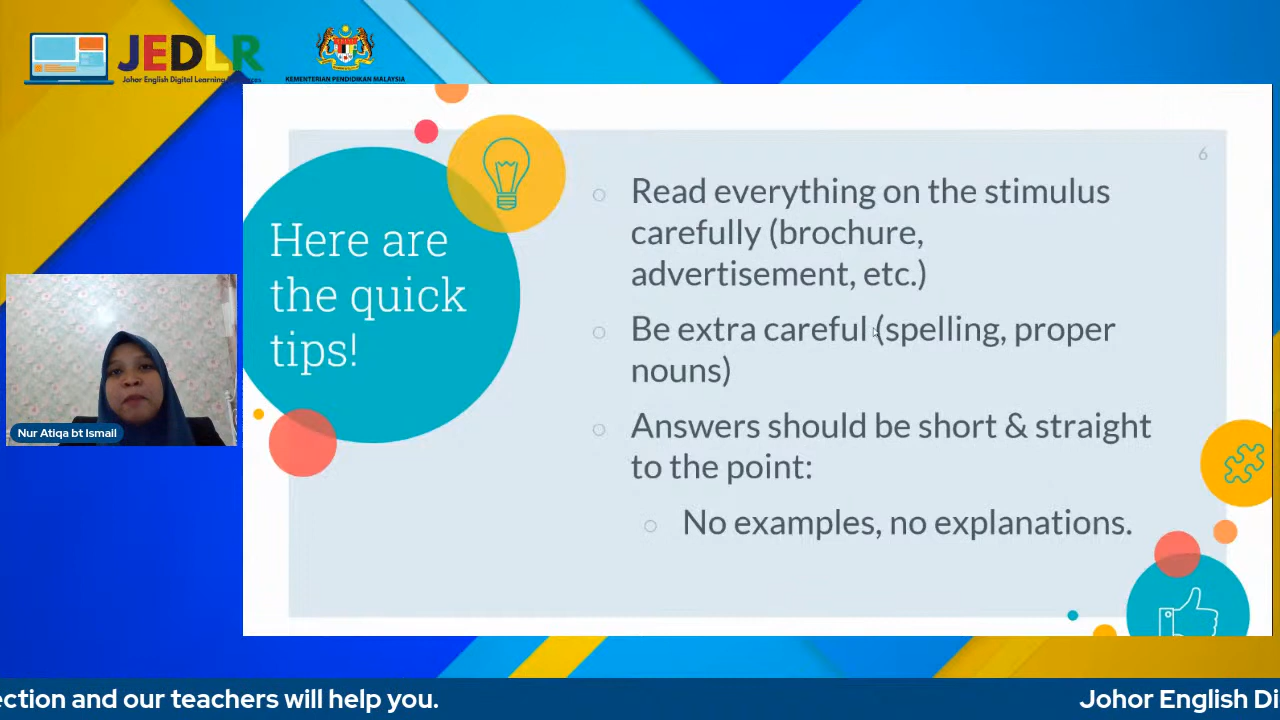 JEDLR
Johor English Digital Learning
KEMENTERIAN PENDIDIKAN MALAYSIA
6
Here are
the quick
tips!
Read everything on the stimulus
carefully (brochure,
advertisement, etc.)
Be extra careful (spelling, proper
nouns)
Answers should be short & straight
to the point:
No examples, no explanations.
Nur Atiqa bt Ismail
ection and our teachers will help you.
Johor English Di